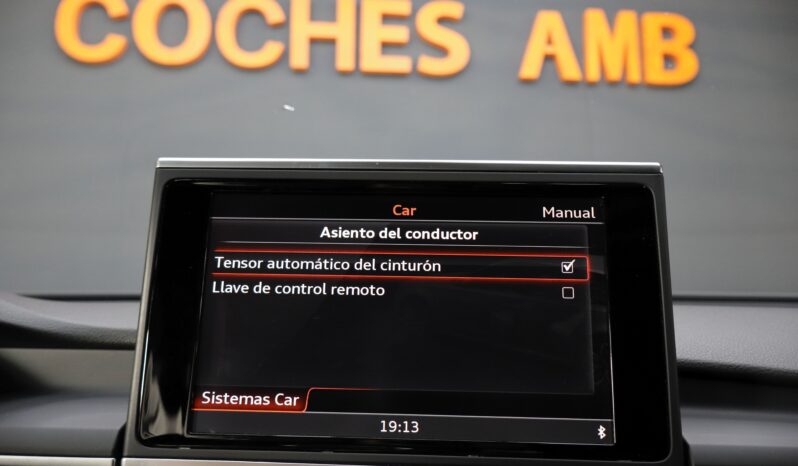 COCHES AMB
Car
Manual
Asiento del conductor
Tensor automático del cinturón
Llave de control remoto
Sistemas Car
19:13